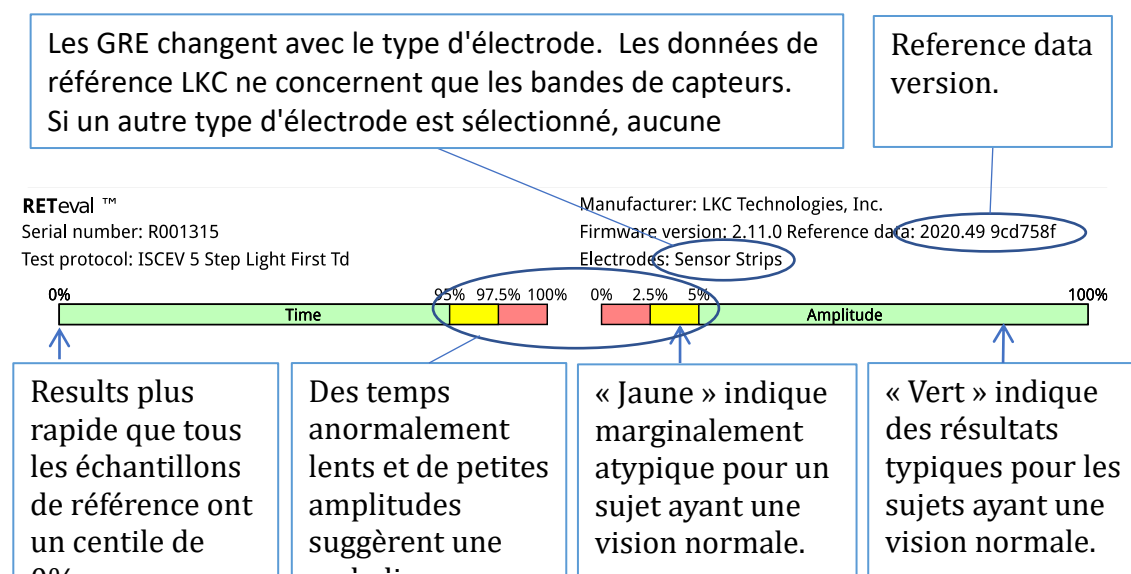 Les GRE changent avec le type d'électrode. Les données de
référence LKC ne concernent que les bandes de capteurs.
Si un autre type d'électrode est sélectionné, aucune
Reference data
version.
RETeval ™
Serial number: R001315
Test protocol: ISCEV 5 Step Light First Td
Manufacturer: LKC Technologies, Inc.
Firmware version: 2.11.0 Reference data: 2020.49 9cd758f
Electrodes: Sensor Strips
0% 95% 97.5% 100%
Time
0% 2.5% 5% 100%
Amplitude
Results plus
rapide que tous
les échantillons
de référence ont
un centile de
Des temps
anormalement
lents et de petites
amplitudes
suggèrent une
« Jaune » indique
marginalement
atypique pour un
sujet ayant une
vision normale.
« Vert » indique
des résultats
typiques pour les
sujets ayant une
vision normale.